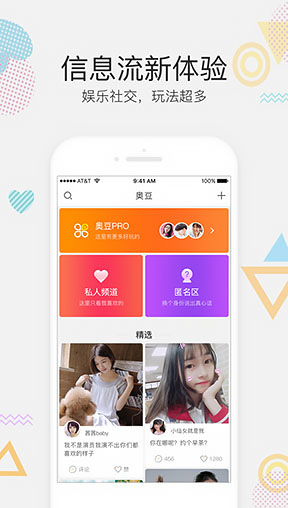 信息流新体验
娱乐社交，玩法超多
AT&T
9:41 AM
100%
奥豆
奥豆PRO
这里有更多好玩的
私人频道
这里只看我喜欢的
匿名区
换个身份说出真心话
精选
茜茜baby
小仙女就是我
我不是演员我演不出你们都
喜欢的样子
你在哪呢？的个早茶？
评论
赞
456
1280